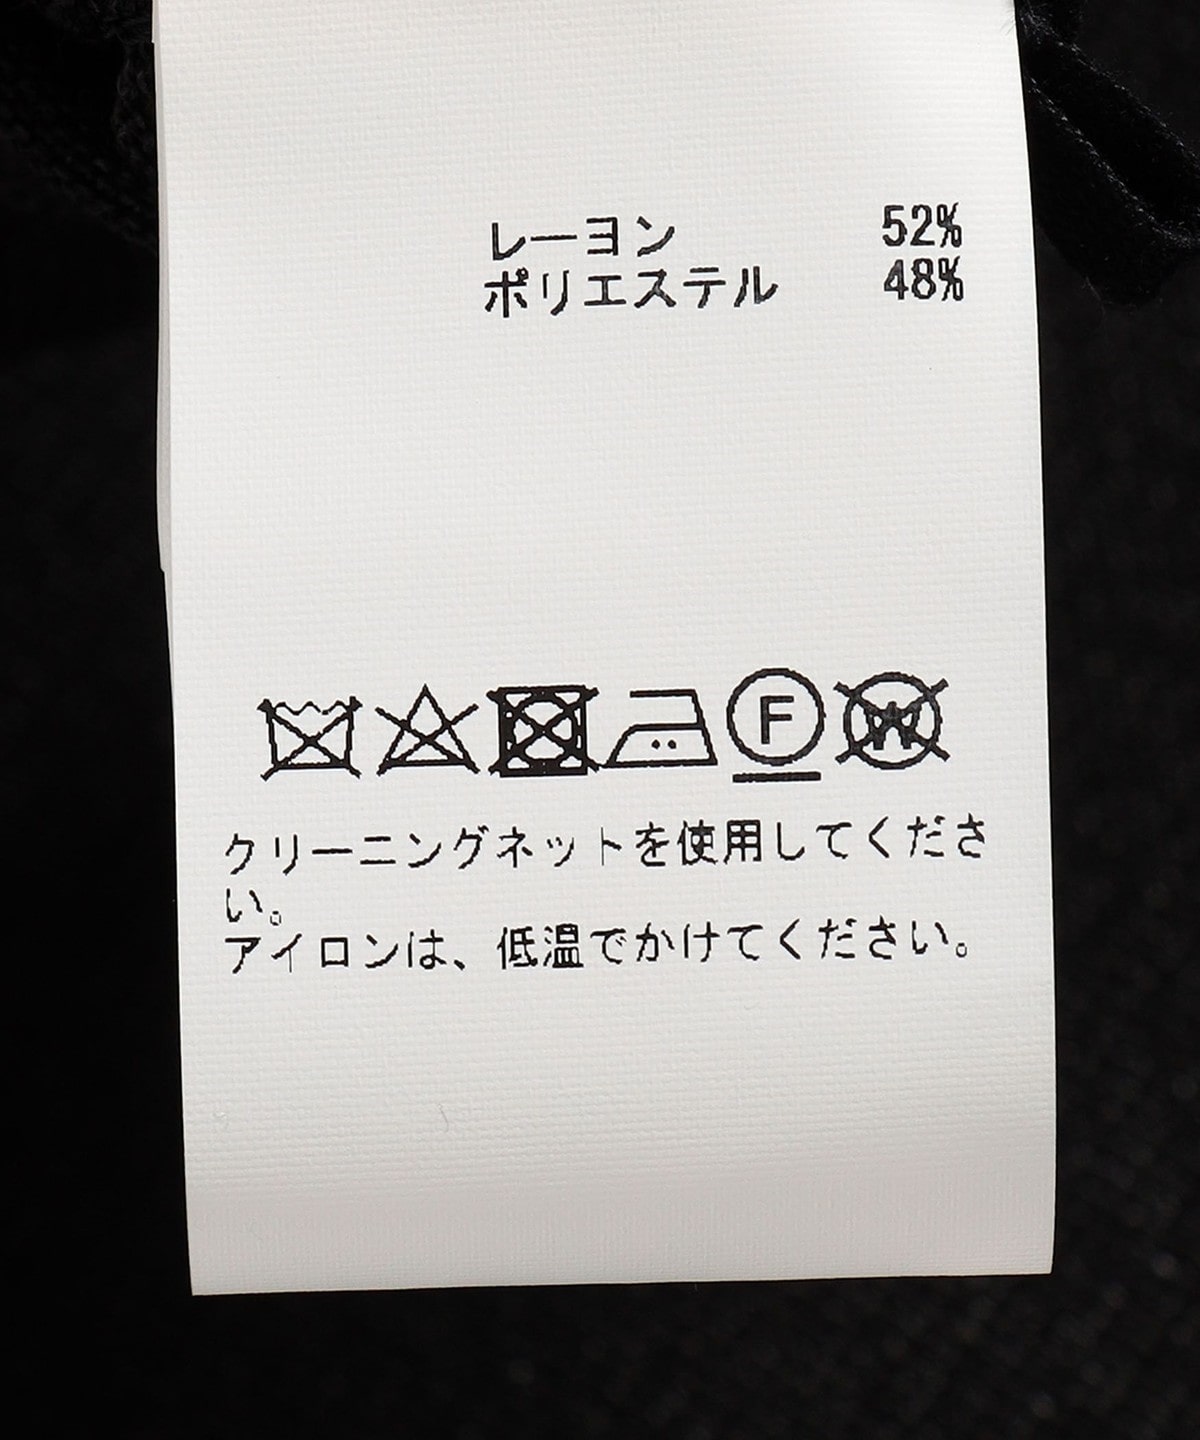 レーヨン 52%
ポリエステル 48%
F
W
クリーニングネットを使用してくださ
い。
アイロンは、低温でかけてください。